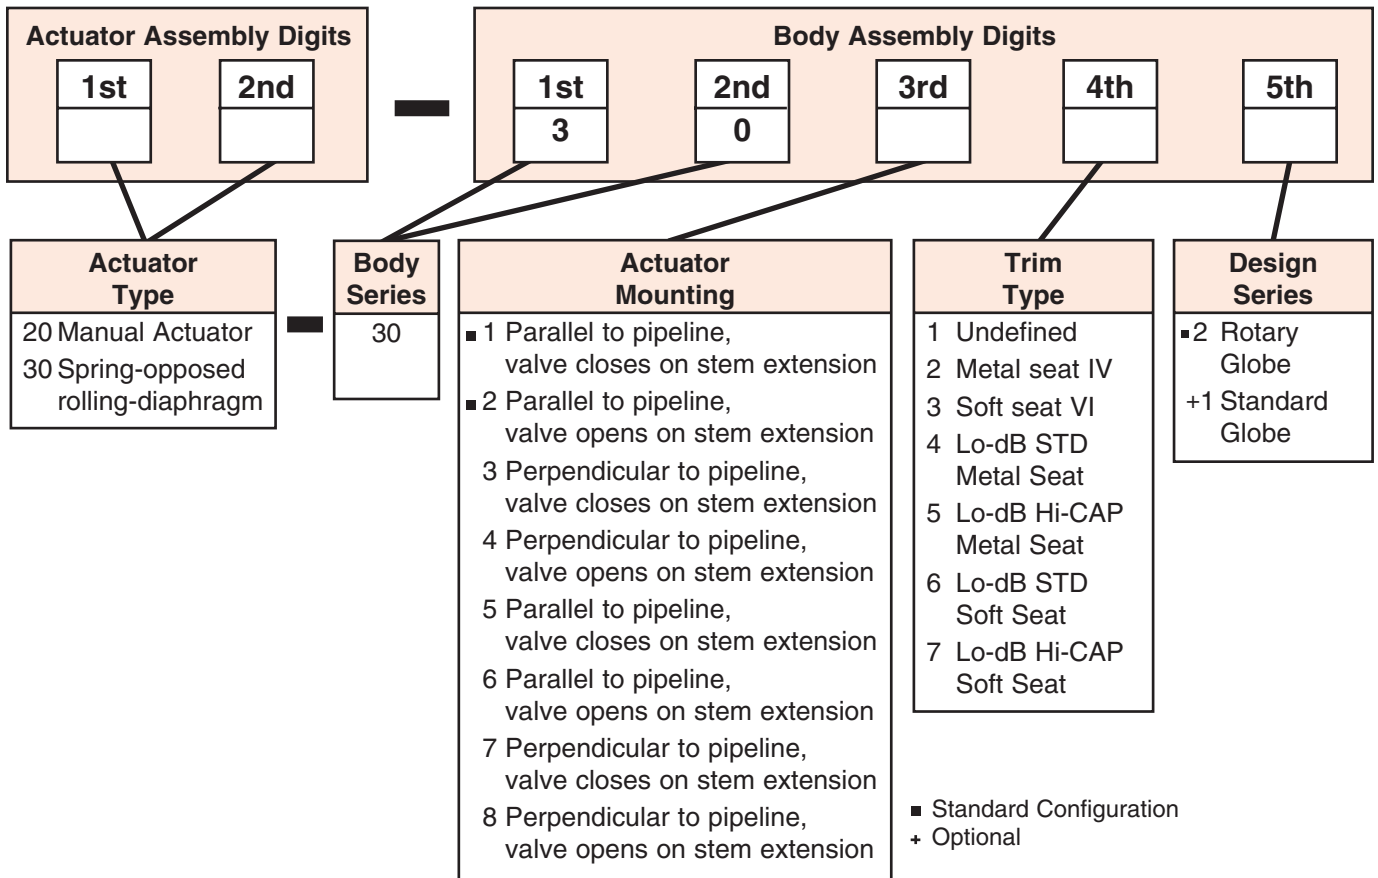 Actuator Assembly Digits
1st
2nd
Body Assembly Digits
1st
3
2nd
0
3rd
4th
5th
Actuator
Type
20 Manual Actuator
30 Spring-opposed
rolling-diaphragm
Body
Series
30
Actuator
Mounting
■ 1 Parallel to pipeline,
valve closes on stem extension
■ 2 Parallel to pipeline,
valve opens on stem extension
3 Perpendicular to pipeline,
valve closes on stem extension
4 Perpendicular to pipeline,
valve opens on stem extension
5 Parallel to pipeline,
valve closes on stem extension
6 Parallel to pipeline,
valve opens on stem extension
7 Perpendicular to pipeline,
valve closes on stem extension
8 Perpendicular to pipeline,
valve opens on stem extension
Trim
Type
1 Undefined
2 Metal seat IV
3 Soft seat VI
4 Lo-dB STD
Metal Seat
5 Lo-dB Hi-CAP
Metal Seat
6 Lo-dB STD
Soft Seat
7 Lo-dB Hi-CAP
Soft Seat
Design
Series
■2 Rotary
Globe
+1 Standard
Globe
■ Standard Configuration
+ Optional